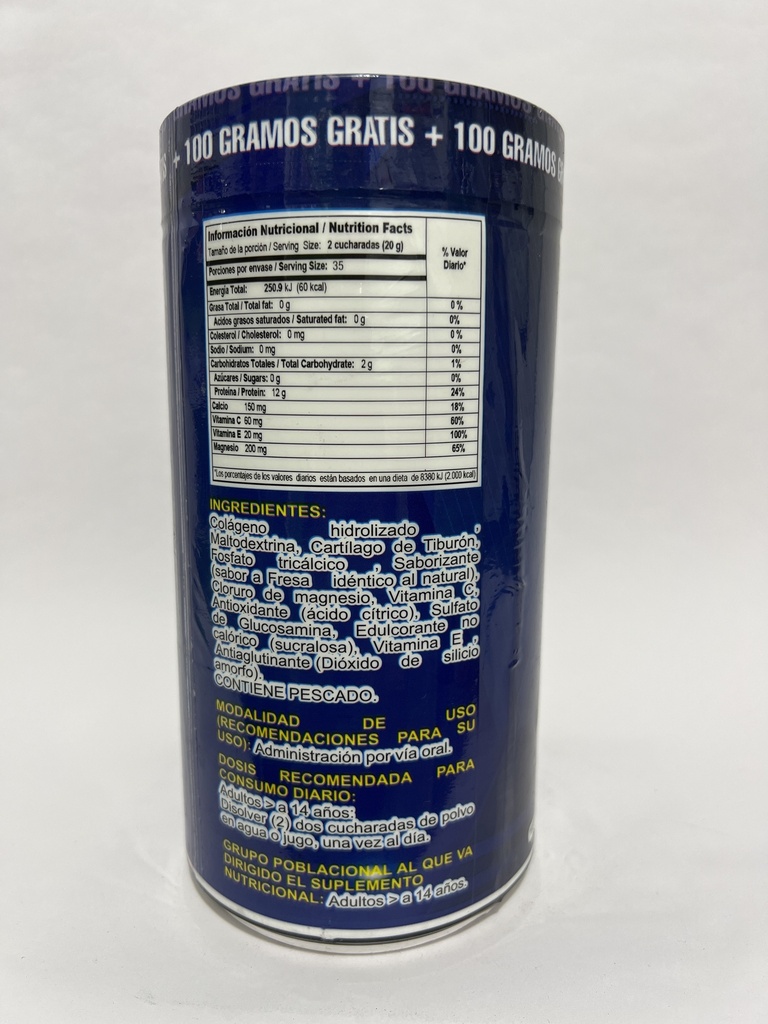 GRAMOS GRATIS + 100 GRAMOS
+ 100 GRAMOS GRATIS + 100 GRAMOS
Información Nutricional / Nutrition Facts
Tamaño de la porción / Serving Size: 2 cucharadas (20 g)
% Valor
Diario*
Porciones por envase / Serving Size: 35
Energía Total: 250.9 kJ (60 kcal)
Grasa Total / Total fat: 0 g 0 %
Acidos grasos saturados / Saturated fat: 0 g 0%
Colesterol / Cholesterol: 0 mg 0 %
Sodio / Sodium: 0 mg 0%
Carbohidratos Totales / Total Carbohydrate: 2 g 1%
Azúcares / Sugars: 0 g 0%
Proteína / Protein: 12 g 24%
Calcio 150 mg 18%
Vitamina C 60 mg 60%
Vitamina E 20 mg 100%
Magnesio 200 mg 65%
*Los porcentajes de los valores diarios están basados en una dieta de 8380 kJ (2.000 kcal)
INGREDIENTES:
Colágeno hidrolizado ,
Maltodextrina, Cartílago de Tiburón,
Fosfato tricálcico , Saborizante
(sabor a Fresa idéntico al natural),
Cloruro de magnesio, Vitamina C,
Antioxidante (ácido cítrico), Sulfato
de Glucosamina, Edulcorante no
calórico (sucralosa), Vitamina E ,
Antiaglutinante (Dióxido de silicio
amorfo).
CONTIENE PESCADO.
MODALIDAD DE USO
(RECOMENDACIONES PARA SU
USO): Administración por vía oral.
DOSIS RECOMENDADA PARA
CONSUMO DIARIO:
Adultos > a 14 años:
Disolver (2) dos cucharadas de polvo
en agua o jugo, una vez al día.
GRUPO POBLACIONAL AL QUE VA
DIRIGIDO EL SUPLEMENTO
NUTRICIONAL: Adultos > a 14 años.